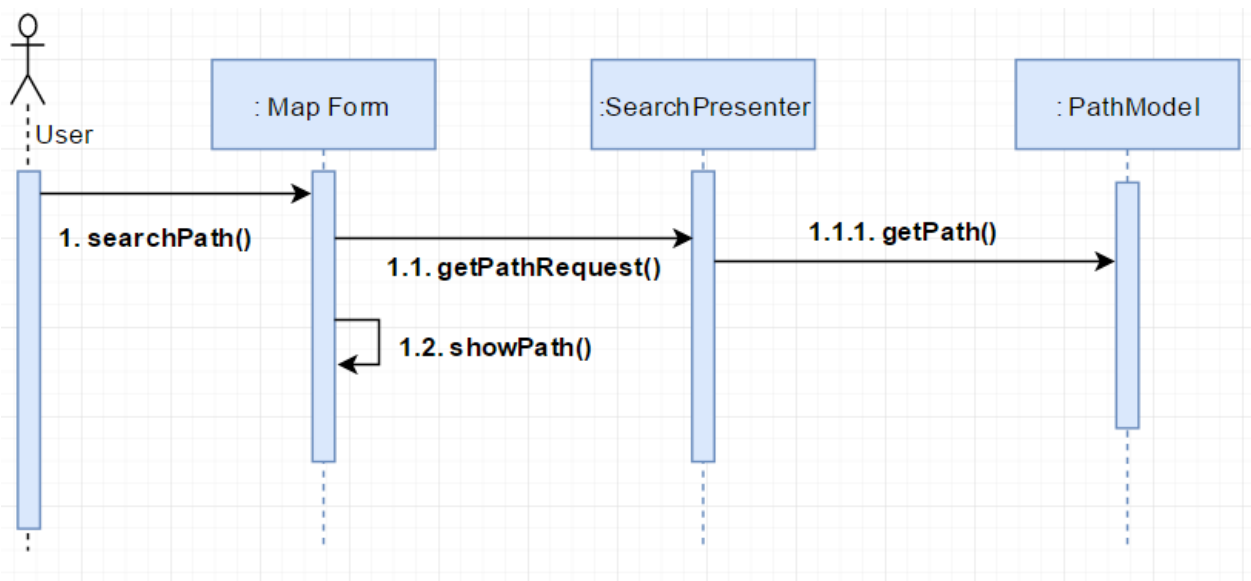 User
: Map Form
:SearchPresenter
: PathModel
1. searchPath()
1.1. getPathRequest()
1.1.1. getPath()
1.2. showPath()